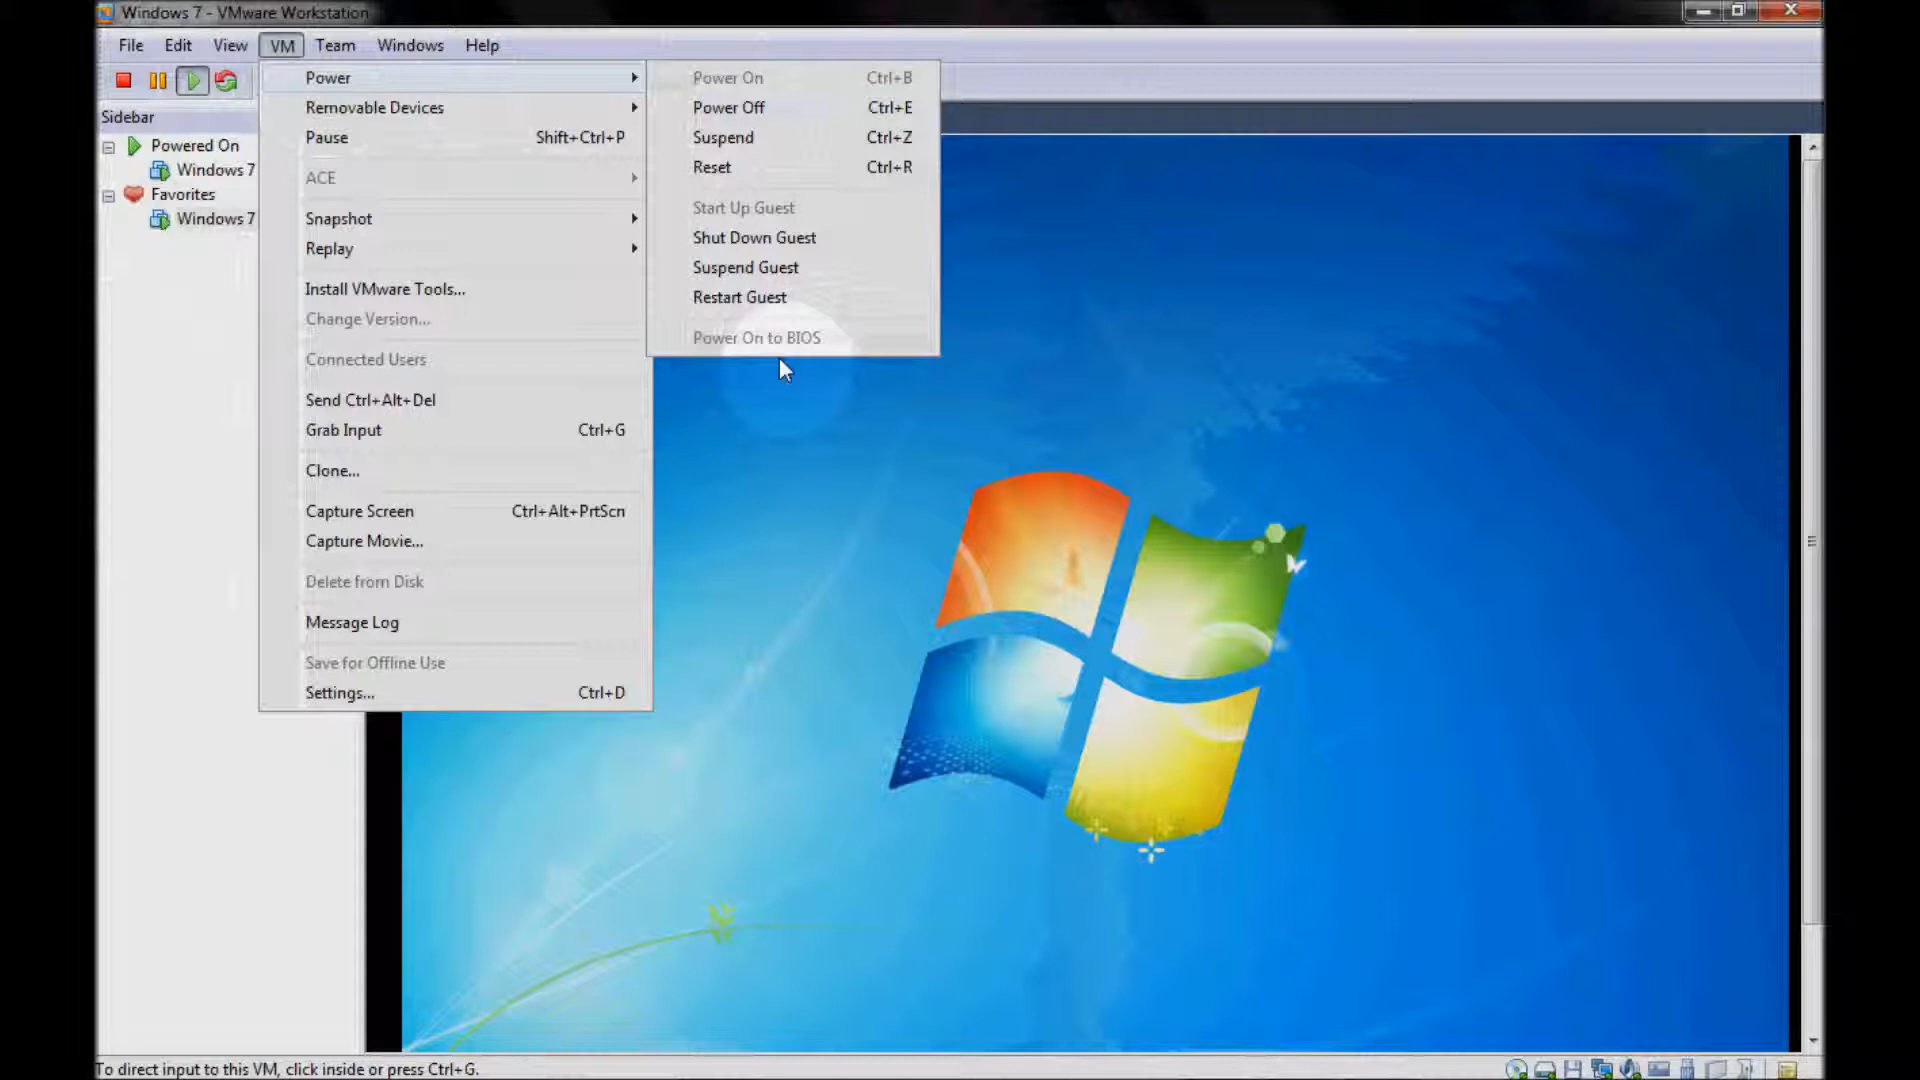 Windows 7 - VMware Workstation
File Edit View VM Team Windows Help
Sidebar
Powered On
Windows 7
Favorites
Windows 7
Power
Removable Devices
Pause Shift+Ctrl+P
ACE
Snapshot
Replay
Install VMware Tools...
Change Version...
Connected Users
Send Ctrl+Alt+Del
Grab Input Ctrl+G
Clone...
Capture Screen Ctrl+Alt+PrtScn
Capture Movie...
Delete from Disk
Message Log
Save for Offline Use
Settings... Ctrl+D
Power On Ctrl+B
Power Off Ctrl+E
Suspend Ctrl+Z
Reset Ctrl+R
Start Up Guest
Shut Down Guest
Suspend Guest
Restart Guest
Power On to BIOS
To direct input to this VM, click inside or press Ctrl+G.